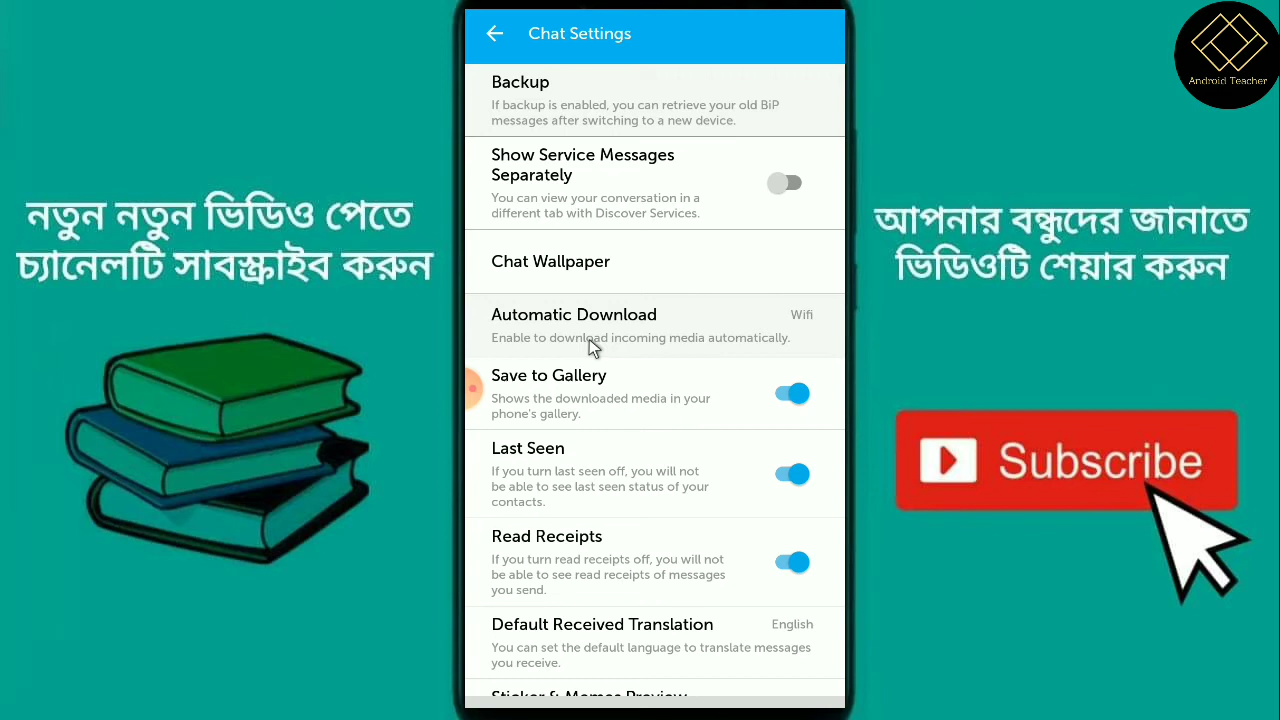 নতুন নতুন ভিডিও পেতে
চ্যানেলটি সাবস্ক্রাইব করুন
Chat Settings
Backup
If backup is enabled, you can retrieve your old BiP
messages after switching to a new device.
Show Service Messages
Separately
You can view your conversation in a
different tab with Discover Services.
Chat Wallpaper
Automatic Download Wifi
Enable to download incoming media automatically.
Save to Gallery
Shows the downloaded media in your
phone's gallery.
Last Seen
If you turn last seen off, you will not
be able to see last seen status of your
contacts.
Read Receipts
If you turn read receipts off, you will not
be able to see read receipts of messages
you send.
Default Received Translation English
You can set the default language to translate messages
you receive.
Sticker & Memes Preview
Android Teacher
আপনার বন্ধুদের জানাতে
ভিডিওটি শেয়ার করুন
Subscribe